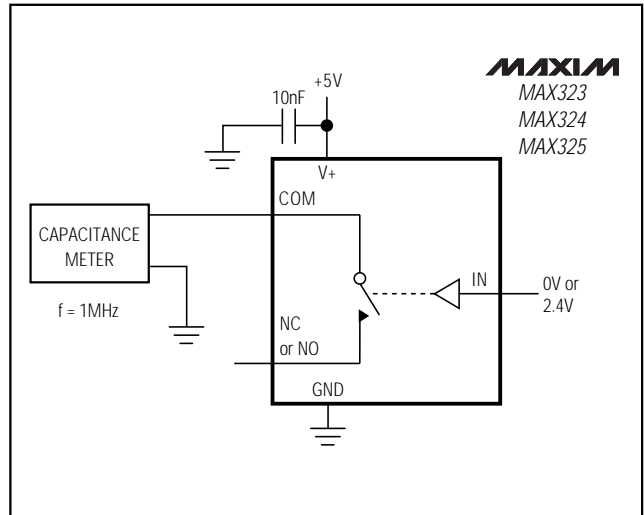 MAXIM
MAX323
MAX324
MAX325
+5V
10nF
V+
COM
CAPACITANCE
METER
f = 1MHz
NC
or NO
IN
0V or
2.4V
GND